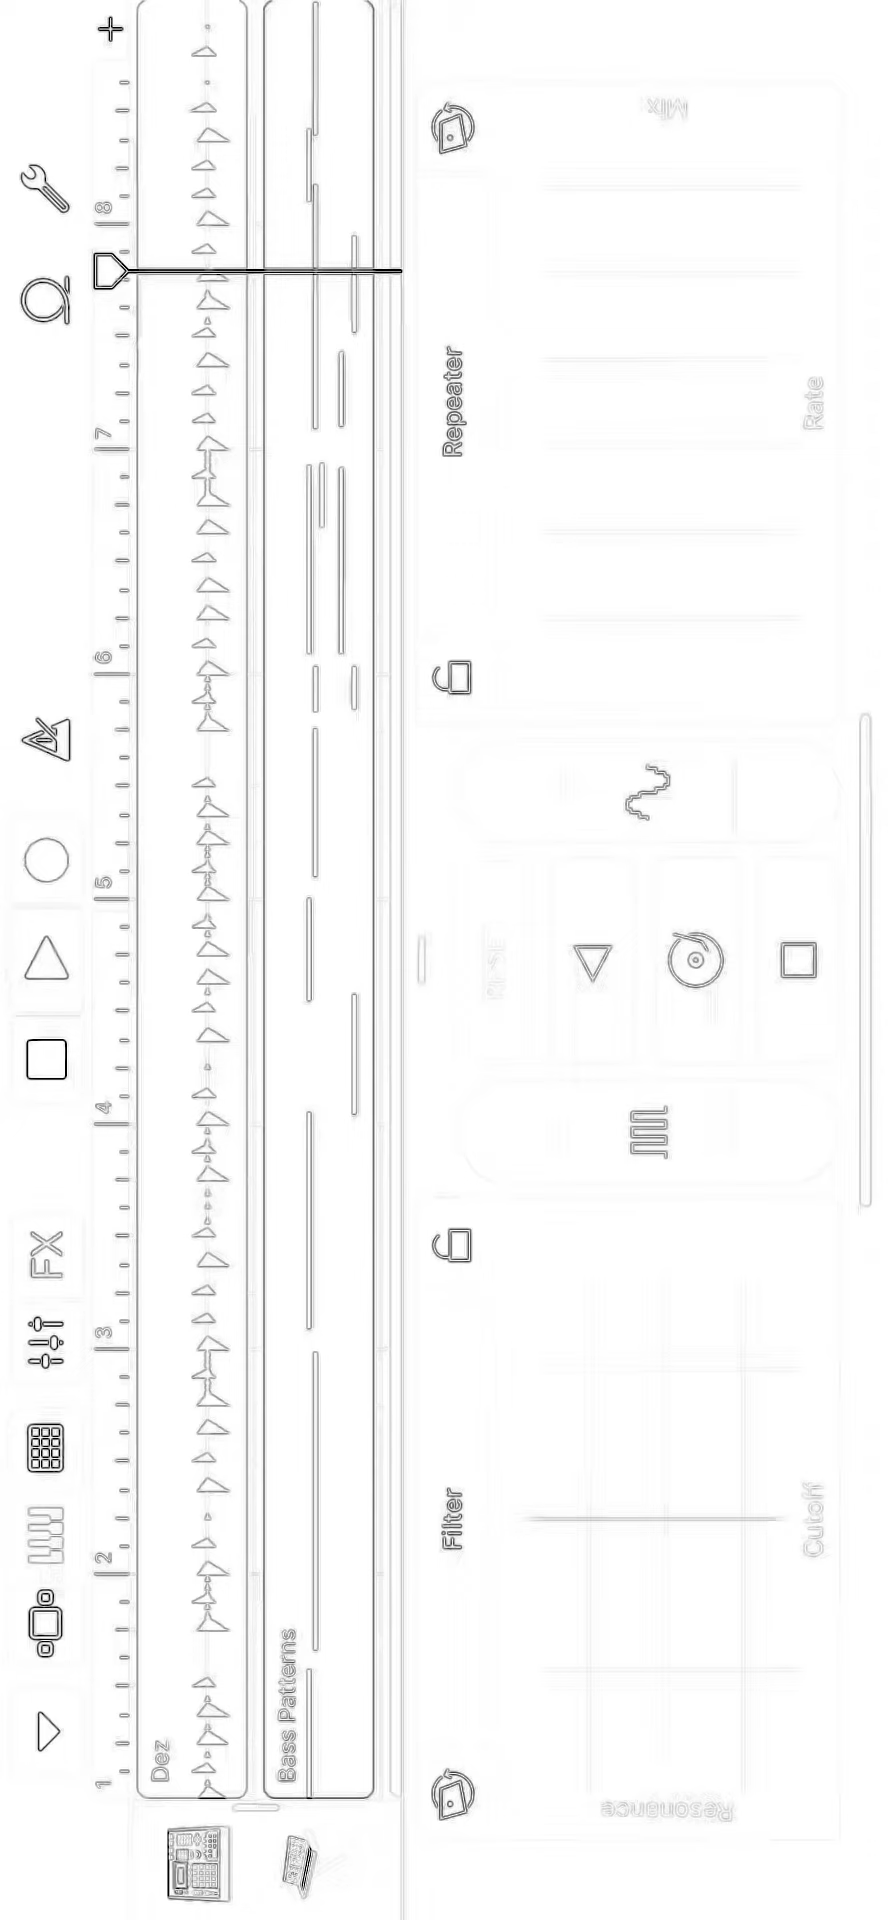 FX
1 2 3 4 5 6 7 8
Dez
Bass Patterns
Filter
Repeater
Resonance
Cutoff
Rate
Mix